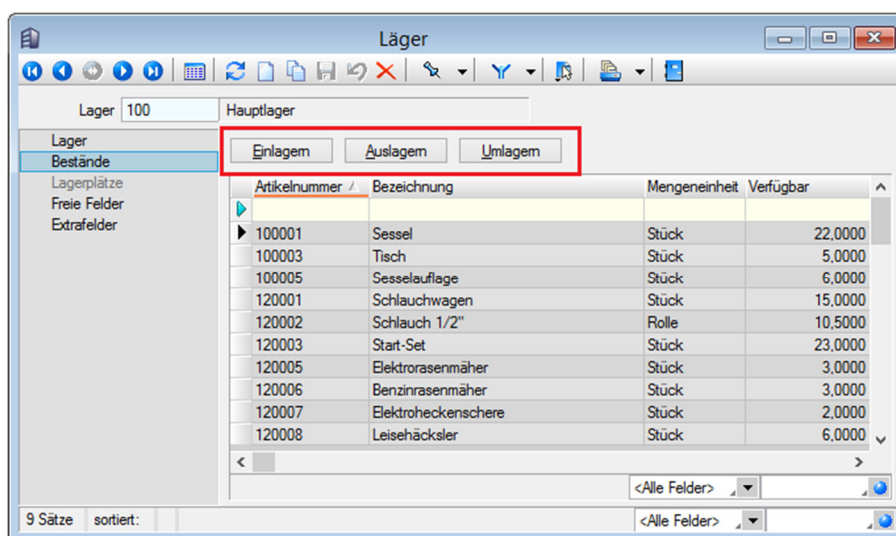 Läger
Lager 100 Hauptlager
Lager
Bestände
Lagerplätze
Freie Felder
Extrafelder
Einlagern Auslagern Umlagern
Artikelnummer Bezeichnung Mengeneinheit Verfügbar
100001 Sessel Stück 22,0000
100003 Tisch Stück 5,0000
100005 Sesselauflage Stück 6,0000
120001 Schlauchwagen Stück 15,0000
120002 Schlauch 1/2" Rolle 10,5000
120003 Start-Set Stück 23,0000
120005 Elektrorasenmäher Stück 3,0000
120006 Benzinrasenmäher Stück 3,0000
120007 Elektroheckenschere Stück 2,0000
120008 Leisehäcksler Stück 6,0000
<Alle Felder>
9 Sätze sortiert: <Alle Felder>